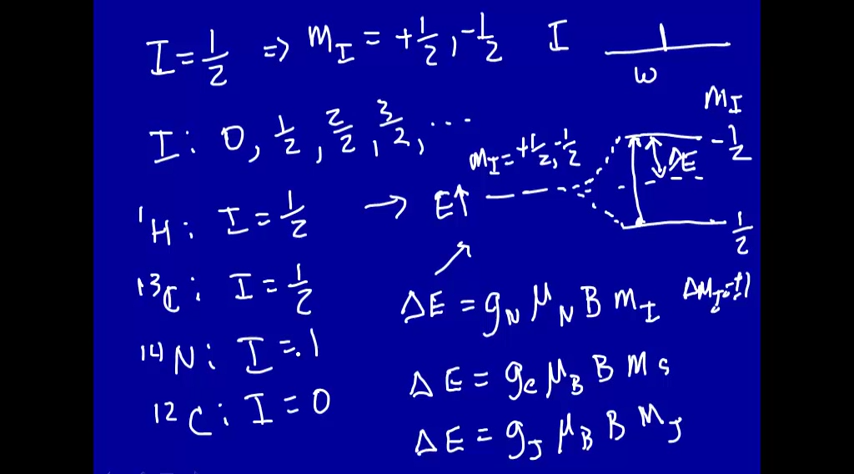 I = 1/2 ⇒ m_I = +1/2, -1/2   I
ω
I: 0, 1/2, 2/2, 3/2, ...
m_I = +1/2, -1/2
m_I
-1/2
ΔE
¹H: I = 1/2
→ E↑
1/2
¹³C: I = 1/2
ΔE = g_N μ_N B m_I   Δm_I = ±1
¹⁴N: I = 1
ΔE = g_e μ_B B m_s
¹²C: I = 0
ΔE = g_J μ_B B M_J